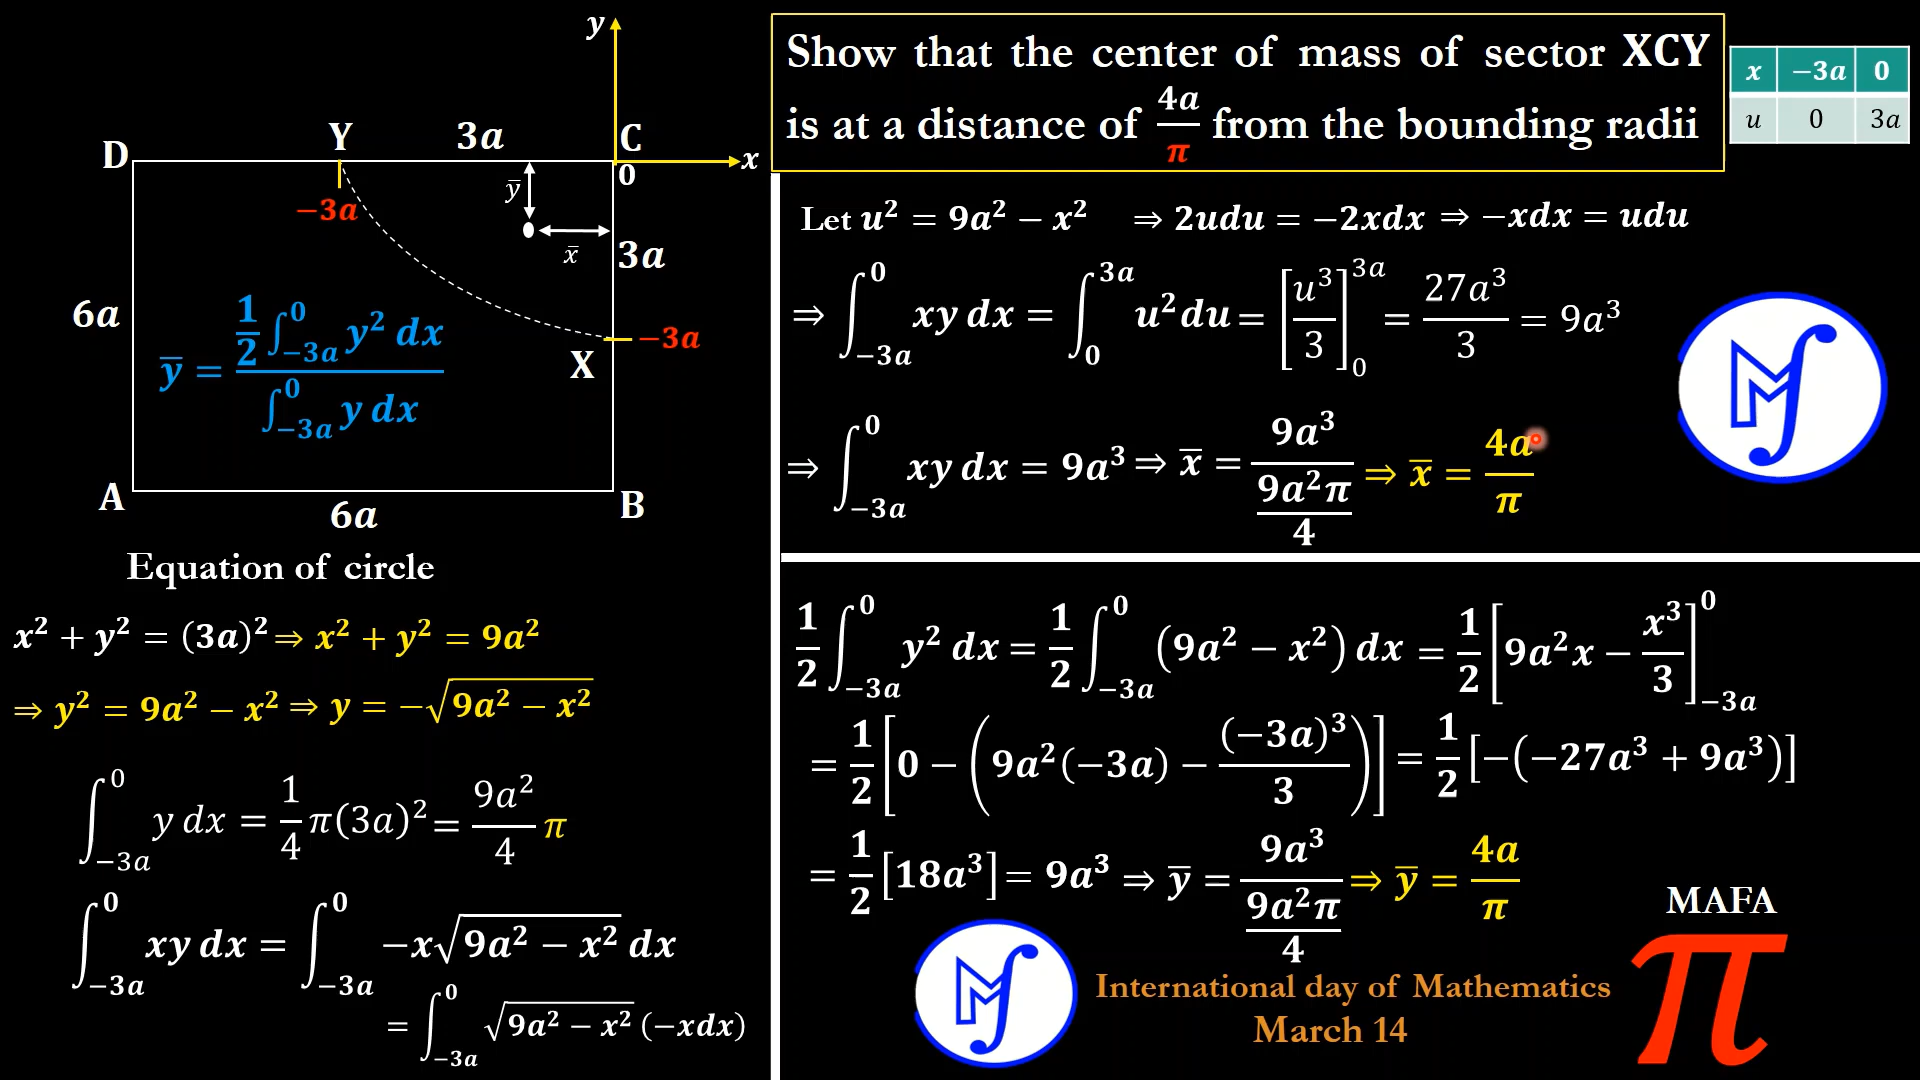 y
D Y 3a C x
0
−3a
y̅
x̅
3a
6a
y̅ = (1/2 ∫_{−3a}^{0} y² dx) / (∫_{−3a}^{0} y dx)
−3a
X
A 6a B
Equation of circle
x² + y² = (3a)² ⇒ x² + y² = 9a²
⇒ y² = 9a² − x² ⇒ y = −√(9a² − x²)
∫_{−3a}^{0} y dx = 1/4 π(3a)² = 9a²/4 π
∫_{−3a}^{0} xy dx = ∫_{−3a}^{0} −x√(9a² − x²) dx
= ∫_{−3a}^{0} √(9a² − x²) (−xdx)
Show that the center of mass of sector XCY
is at a distance of 4a/π from the bounding radii
x −3a 0
u 0 3a
Let u² = 9a² − x² ⇒ 2udu = −2xdx ⇒ −xdx = udu
⇒ ∫_{−3a}^{0} xy dx = ∫_{0}^{3a} u² du = [u³/3]_{0}^{3a} = 27a³/3 = 9a³
⇒ ∫_{−3a}^{0} xy dx = 9a³ ⇒ x̅ = 9a³/(9a²π/4) ⇒ x̅ = 4a/π
1/2 ∫_{−3a}^{0} y² dx = 1/2 ∫_{−3a}^{0} (9a² − x²) dx = 1/2 [9a²x − x³/3]_{−3a}^{0}
= 1/2 [0 − (9a²(−3a) − (−3a)³/3)] = 1/2 [−(−27a³ + 9a³)]
= 1/2 [18a³] = 9a³ ⇒ y̅ = 9a³/(9a²π/4) ⇒ y̅ = 4a/π
MAFA
π
International day of Mathematics
March 14